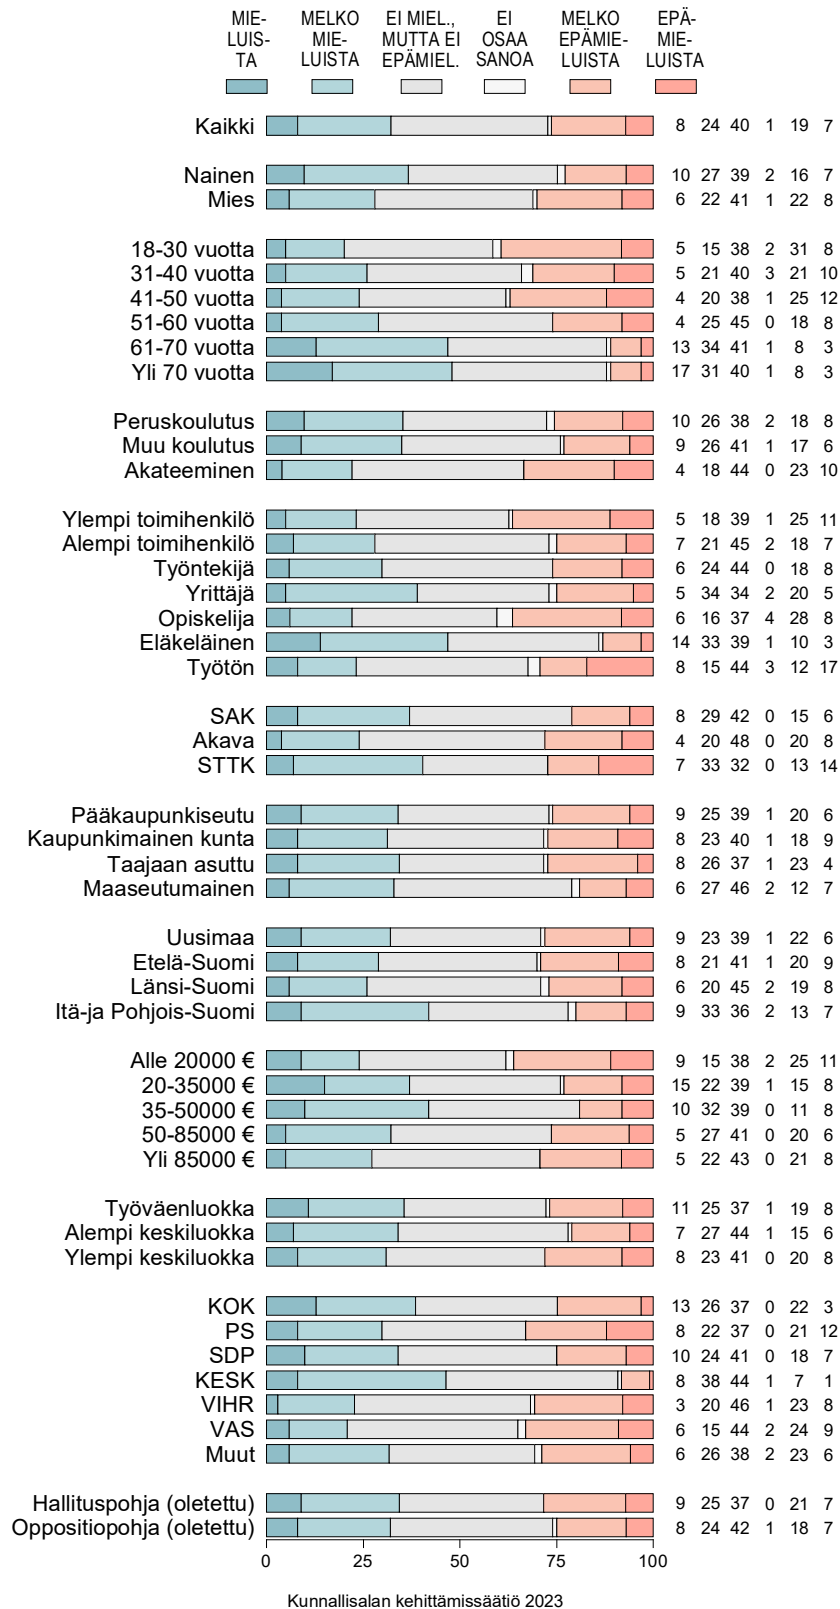 MIE- MELKO EI MIEL., EI MELKO EPÄ-
LUIS- MIE- MUTTA EI OSAA EPÄMIE- MIE-
TA LUISTA EPÄMIEL. SANOA LUISTA LUISTA
Kaikki 8 24 40 1 19 7
Nainen 10 27 39 2 16 7
Mies 6 22 41 1 22 8
18-30 vuotta 5 15 38 2 31 8
31-40 vuotta 5 21 40 3 21 10
41-50 vuotta 4 20 38 1 25 12
51-60 vuotta 4 25 45 0 18 8
61-70 vuotta 13 34 41 1 8 3
Yli 70 vuotta 17 31 40 1 8 3
Peruskoulutus 10 26 38 2 18 8
Muu koulutus 9 26 41 1 17 6
Akateeminen 4 18 44 0 23 10
Ylempi toimihenkilö 5 18 39 1 25 11
Alempi toimihenkilö 7 21 45 2 18 7
Työntekijä 6 24 44 0 18 8
Yrittäjä 5 34 34 2 20 5
Opiskelija 6 16 37 4 28 8
Eläkeläinen 14 33 39 1 10 3
Työtön 8 15 44 3 12 17
SAK 8 29 42 0 15 6
Akava 4 20 48 0 20 8
STTK 7 33 32 0 13 14
Pääkaupunkiseutu 9 25 39 1 20 6
Kaupunkimainen kunta 8 23 40 1 18 9
Taajaan asuttu 8 26 37 1 23 4
Maaseutumainen 6 27 46 2 12 7
Uusimaa 9 23 39 1 22 6
Etelä-Suomi 8 21 41 1 20 9
Länsi-Suomi 6 20 45 2 19 8
Itä-ja Pohjois-Suomi 9 33 36 2 13 7
Alle 20000 € 9 15 38 2 25 11
20-35000 € 15 22 39 1 15 8
35-50000 € 10 32 39 0 11 8
50-85000 € 5 27 41 0 20 6
Yli 85000 € 5 22 43 0 21 8
Työväenluokka 11 25 37 1 19 8
Alempi keskiluokka 7 27 44 1 15 6
Ylempi keskiluokka 8 23 41 0 20 8
KOK 13 26 37 0 22 3
PS 8 22 37 0 21 12
SDP 10 24 41 0 18 7
KESK 8 38 44 1 7 1
VIHR 3 20 46 1 23 8
VAS 6 15 44 2 24 9
Muut 6 26 38 2 23 6
Hallituspohja (oletettu) 9 25 37 0 21 7
Oppositiopohja (oletettu) 8 24 42 1 18 7
0 25 50 75 100
Kunnallisalan kehittämissäätiö 2023